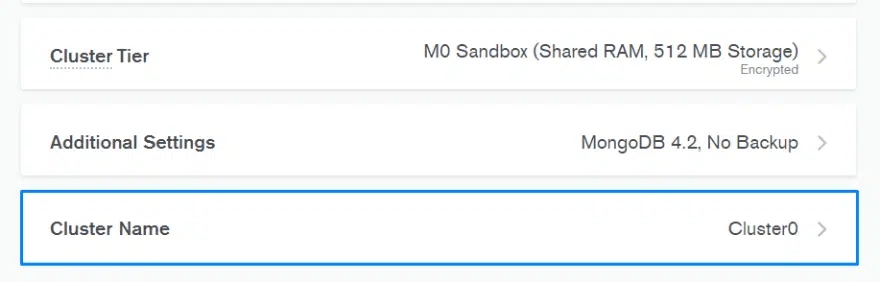 Cluster Tier
M0 Sandbox (Shared RAM, 512 MB Storage)
Encrypted
Additional Settings
MongoDB 4.2, No Backup
Cluster Name
Cluster0